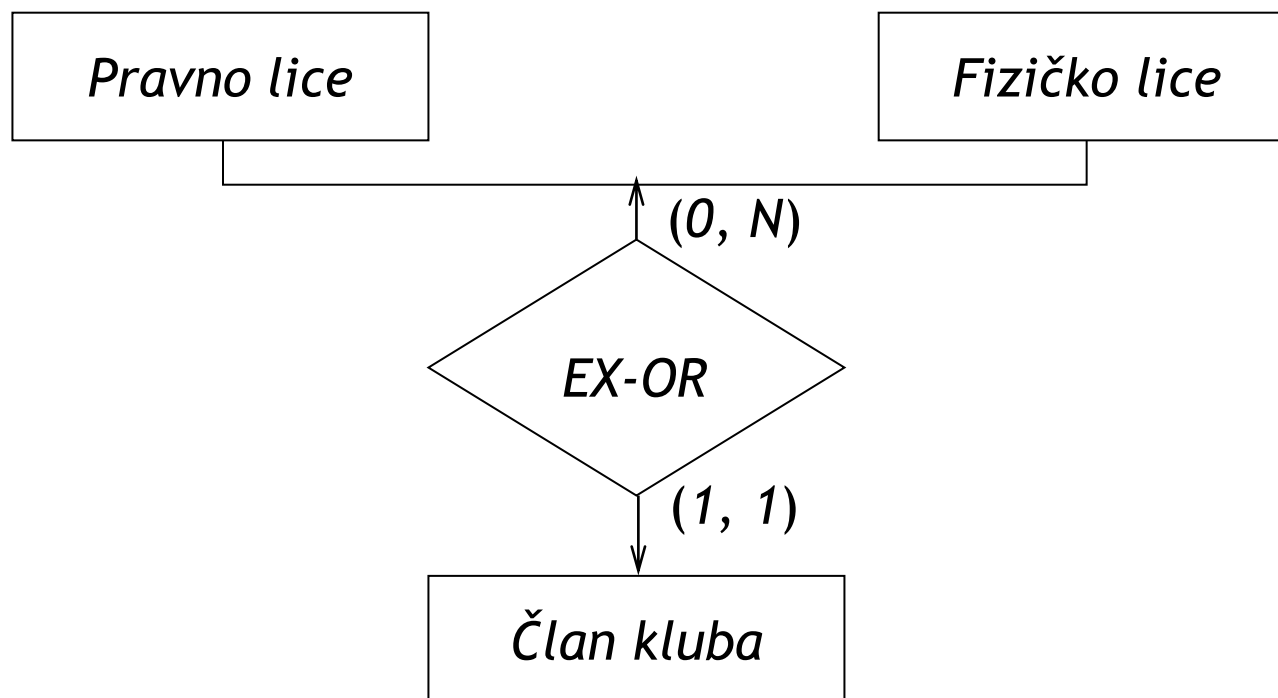 Pravno lice
Fizičko lice
(0, N)
EX-OR
(1, 1)
Član kluba